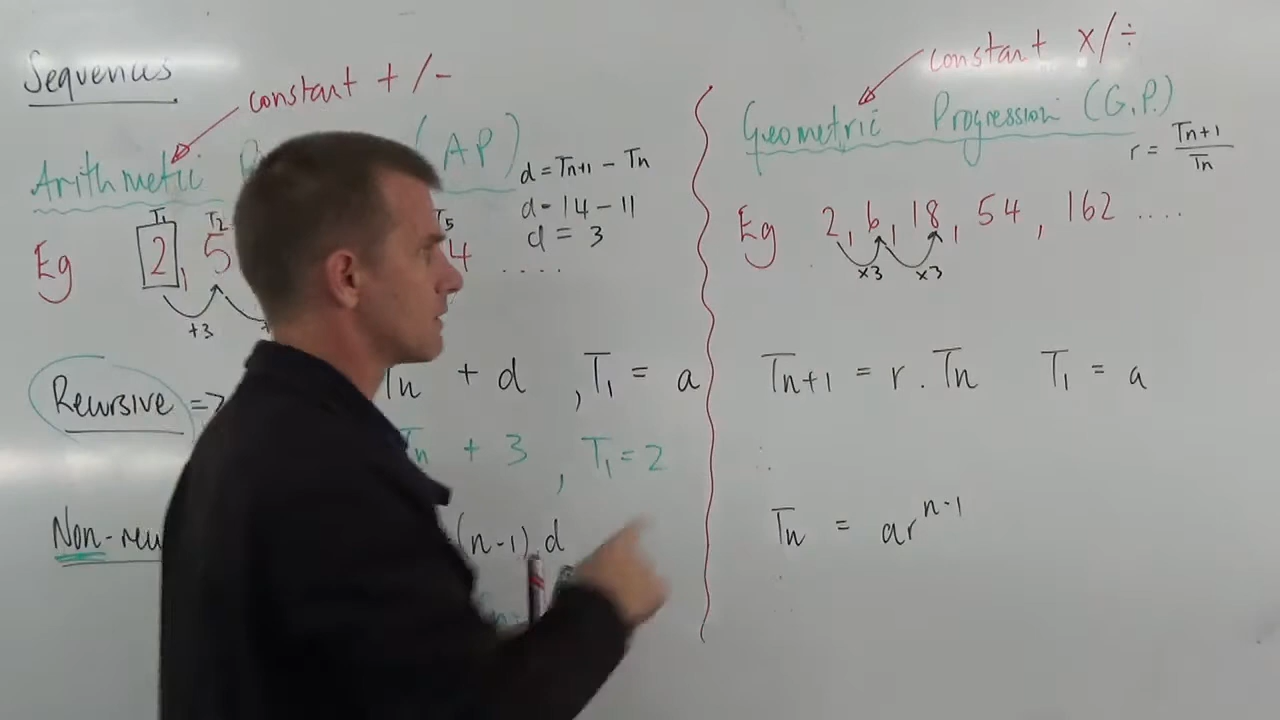 Sequences
constant + / -
Arithmetic (AP)
d = Tn+1 - Tn
d = 14 - 11
d = 3
T1 T2 T5
Eg 2, 5 4 ....
+3
Recursive => Tn + d , T1 = a
Tn + 3 , T1 = 2
(n-1).d
constant x/÷
Geometric Progression (G.P.)
r = Tn+1 / Tn
Eg 2, 6, 18, 54, 162 ....
x3 x3
Tn+1 = r . Tn T1 = a
Tn = ar^n-1